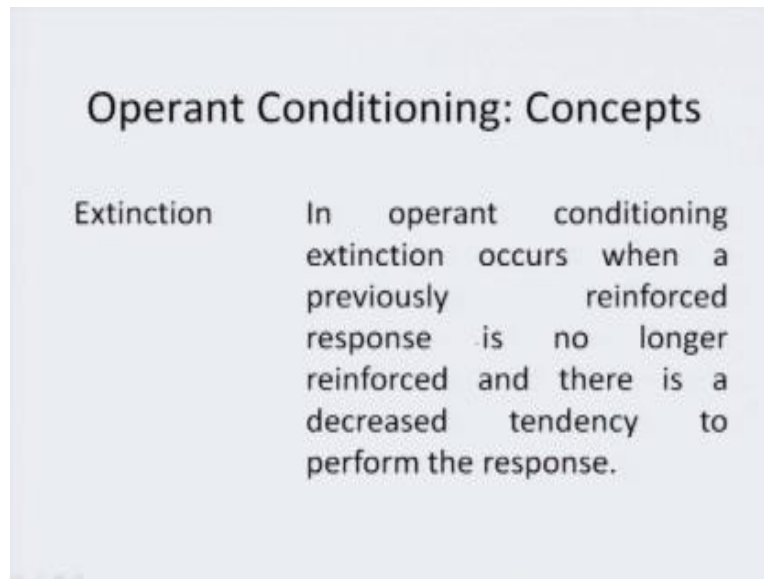 Operant Conditioning: Concepts
Extinction In operant conditioning
extinction occurs when a
previously reinforced
response is no longer
reinforced and there is a
decreased tendency to
perform the response.